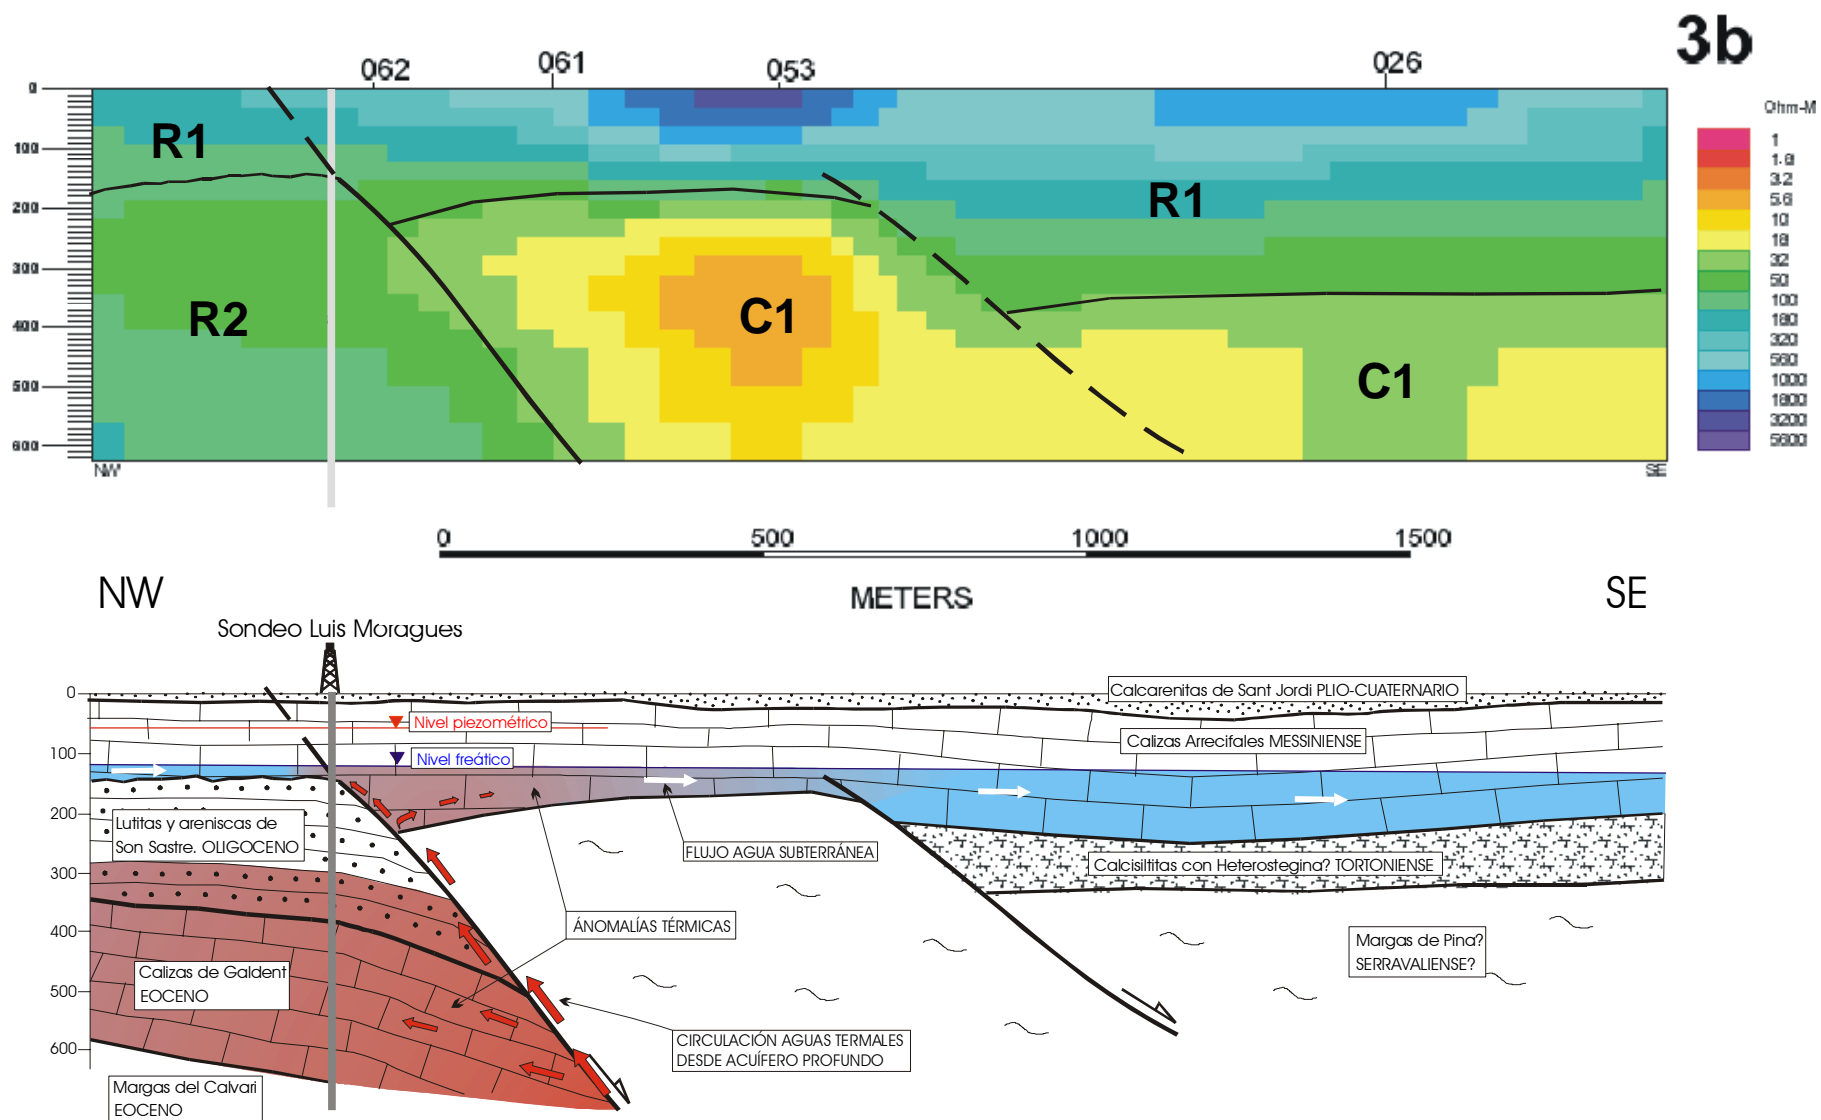 3b
062
061
053
026
0
100
200
300
400
500
600
R1
R1
R2
C1
C1
NW
SE
Ohm-M
1
1.8
3.2
5.6
10
18
32
50
100
180
320
560
1000
1800
3200
5600
0
500
1000
1500
METERS
NW
SE
Sondeo Luis Moragues
0
100
200
300
400
500
600
Calcarenitas de Sant Jordi PLIO-CUATERNARIO
Nivel piezométrico
Calizas Arrecifales MESSINIENSE
Nivel freático
Lutitas y areniscas de
Son Sastre. OLIGOCENO
FLUJO AGUA SUBTERRÁNEA
Calcisiltitas con Heterostegina? TORTONIENSE
ÁNOMALÍAS TÉRMICAS
Margas de Pina?
SERRAVALIENSE?
Calizas de Galdent
EOCENO
CIRCULACIÓN AGUAS TERMALES
DESDE ACUÍFERO PROFUNDO
Margas del Calvari
EOCENO